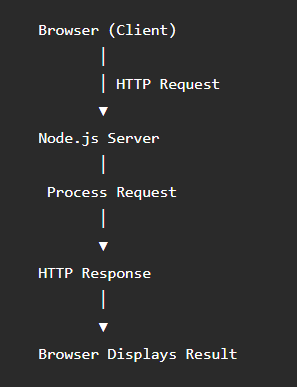 Browser (Client)
HTTP Request
Node.js Server
Process Request
HTTP Response
Browser Displays Result